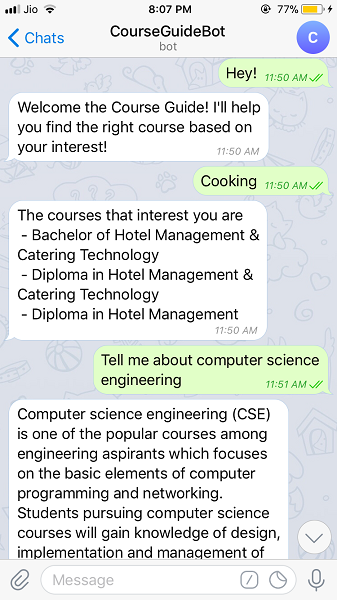 Jio 8:07 PM 77%
Chats CourseGuideBot C
bot
Hey! 11:50 AM
Welcome the Course Guide! I'll help
you find the right course based on
your interest!
11:50 AM
Cooking 11:50 AM
The courses that interest you are
- Bachelor of Hotel Management &
Catering Technology
- Diploma in Hotel Management &
Catering Technology
- Diploma in Hotel Management
11:50 AM
Tell me about computer science
engineering
11:51 AM
Computer science engineering (CSE)
is one of the popular courses among
engineering aspirants which focuses
on the basic elements of computer
programming and networking.
Students pursuing computer science
courses will gain knowledge of design,
implementation and management of
Message